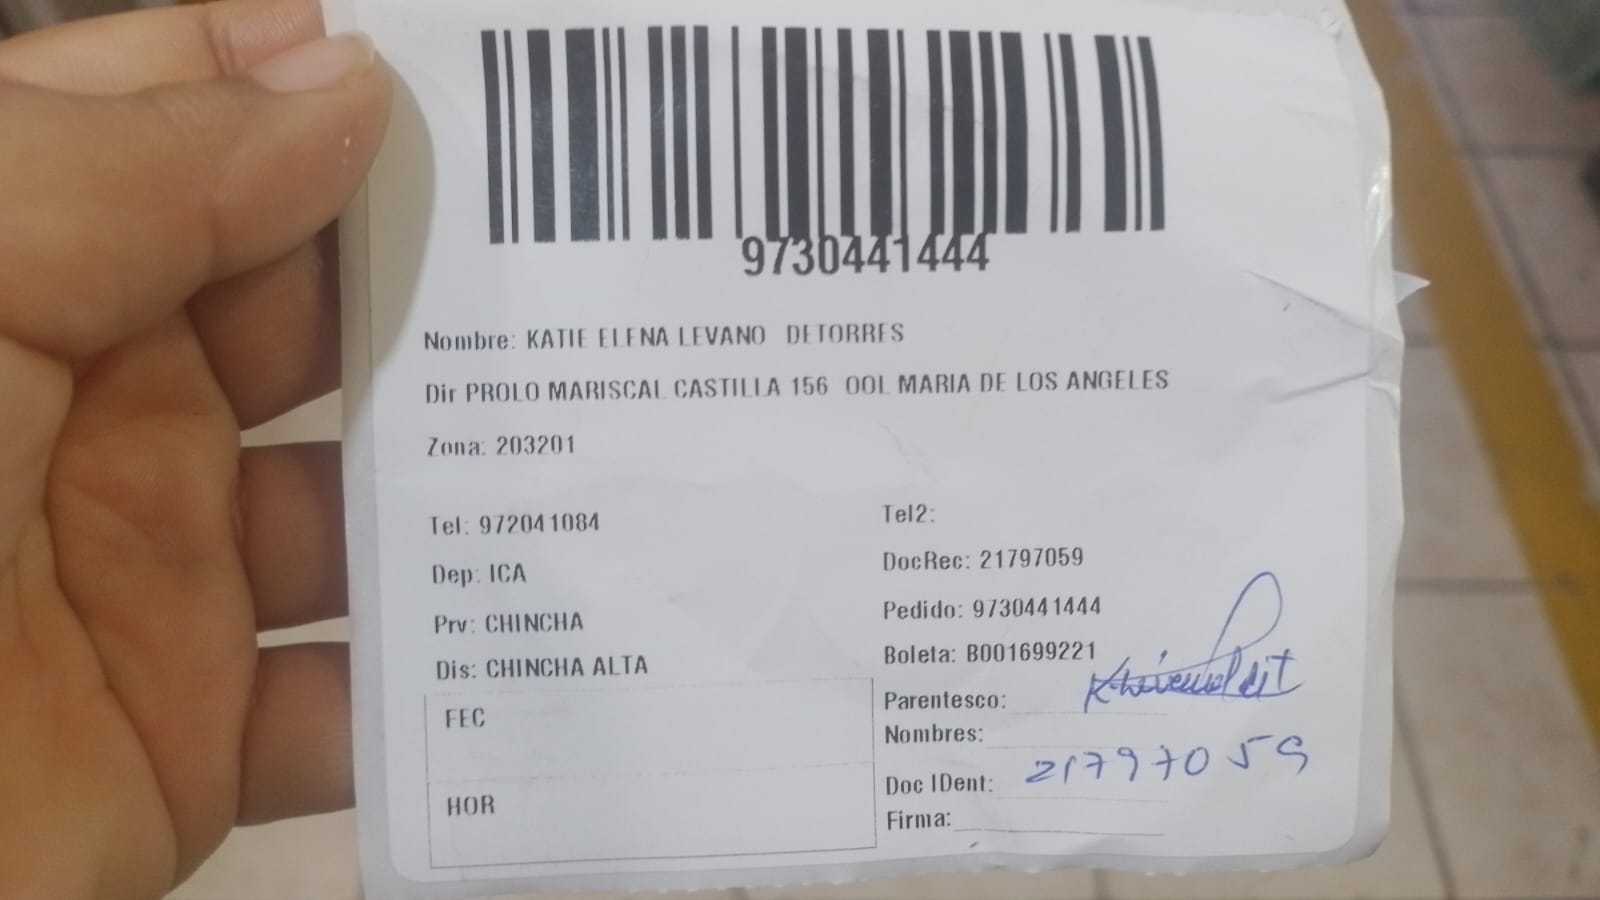 9730441444
Nombre: KATIE ELENA LEVANO DETORRES
Dir PROLO MARISCAL CASTILLA 156 OOL MARIA DE LOS ANGELES
Zona: 203201
Tel: 972041084
Dep: ICA
Prv: CHINCHA
Dis: CHINCHA ALTA
FEC
HOR
Tel2:
DocRec: 21797059
Pedido: 9730441444
Boleta: B001699221
Parentesco:
Nombres:
Doc IDent: 21797059
Firma: